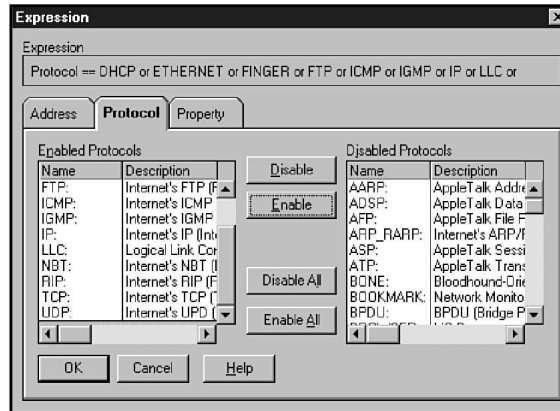 Expression
Expression
Protocol == DHCP or ETHERNET or FINGER or FTP or ICMP or IGMP or IP or LLC or
Address Protocol Property
Enabled Protocols
Name Description
FTP: Internet's FTP (F
ICMP: Internet's ICMP
IGMP: Internet's IGMP
IP: Internet's IP (Inte
LLC: Logical Link Con
NBT: Internet's NBT (I
RIP: Internet's RIP (F
TCP: Internet's TCP (T
UDP: Internet's UPD (
Disable
Enable
Disable All
Enable All
Disabled Protocols
Name Description
AARP: AppleTalk Addre
ADSP: AppleTalk Data
AFP: AppleTalk File F
ARP_RARP: Internet's ARP/F
ASP: AppleTalk Sessi
ATP: AppleTalk Trans
BONE: Bloodhound-Orie
BOOKMARK: Network Monito
BPDU: BPDU (Bridge P
OK Cancel Help